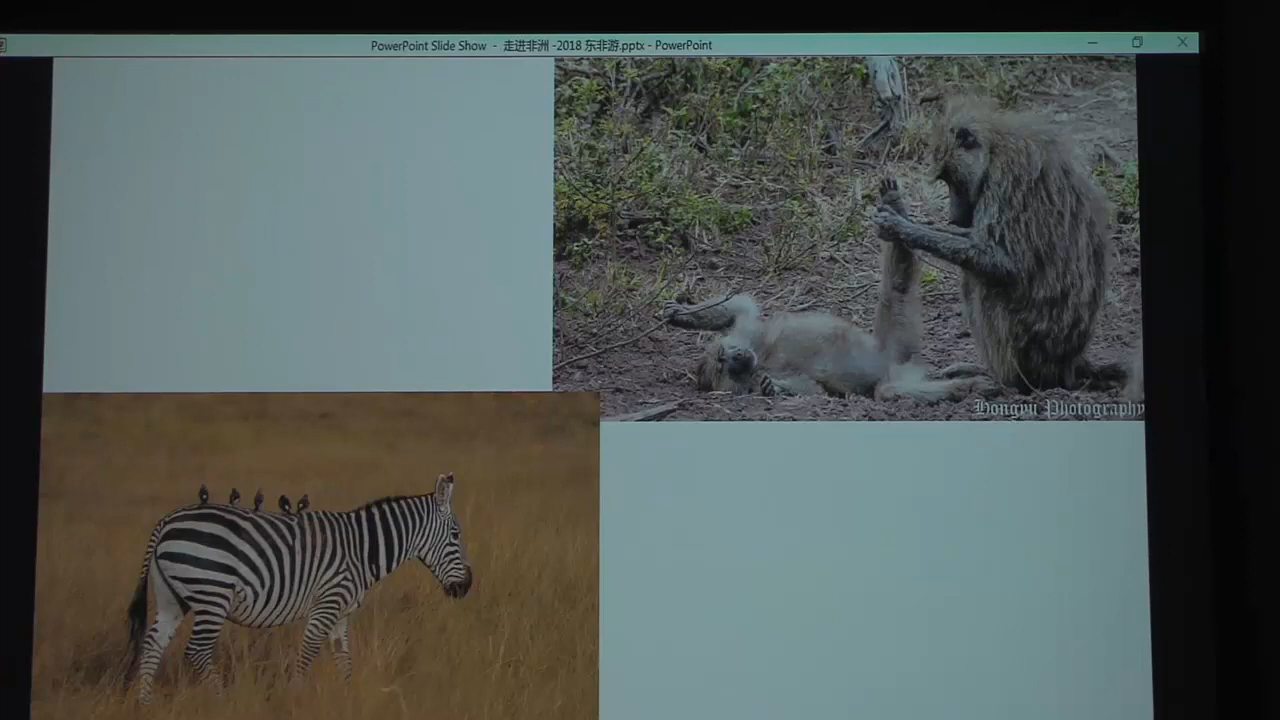 PowerPoint Slide Show - 走进非洲 -2018 东非游.pptx - PowerPoint
Hongyu Photography